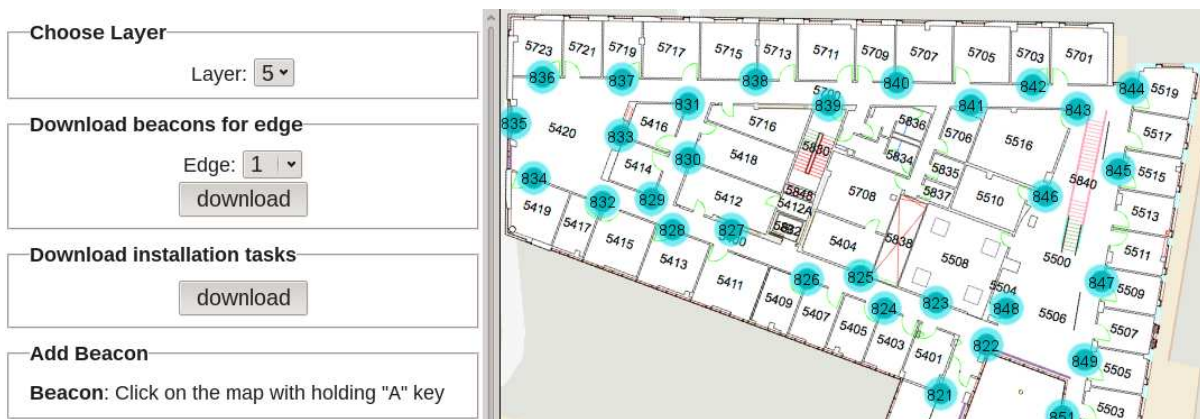 Choose Layer
Layer: 5
Download beacons for edge
Edge: 1
download
Download installation tasks
download
Add Beacon
Beacon: Click on the map with holding "A" key
5723 5721 5719 5717 5715 5713 5711 5709 5707 5705 5703 5701
836 837 838 840 842 844 5519
831 5700 839 841 843
835 5420 833 5416 5716 5836 5706 5516 5517
830 5830 5834
5414 5418 5835 845 5515
834 5848 5708 5837 5840
832 829 5412 5412A 5510 846 5513
5419 5417 828 827 5832 5404 5838
5415 5413 5400 5508 5500 5511
5411 826 825 5504 847 5509
5409 5407 824 823 848 5506 5507
5405 5403 5401 822 849 5505
821 851 5503